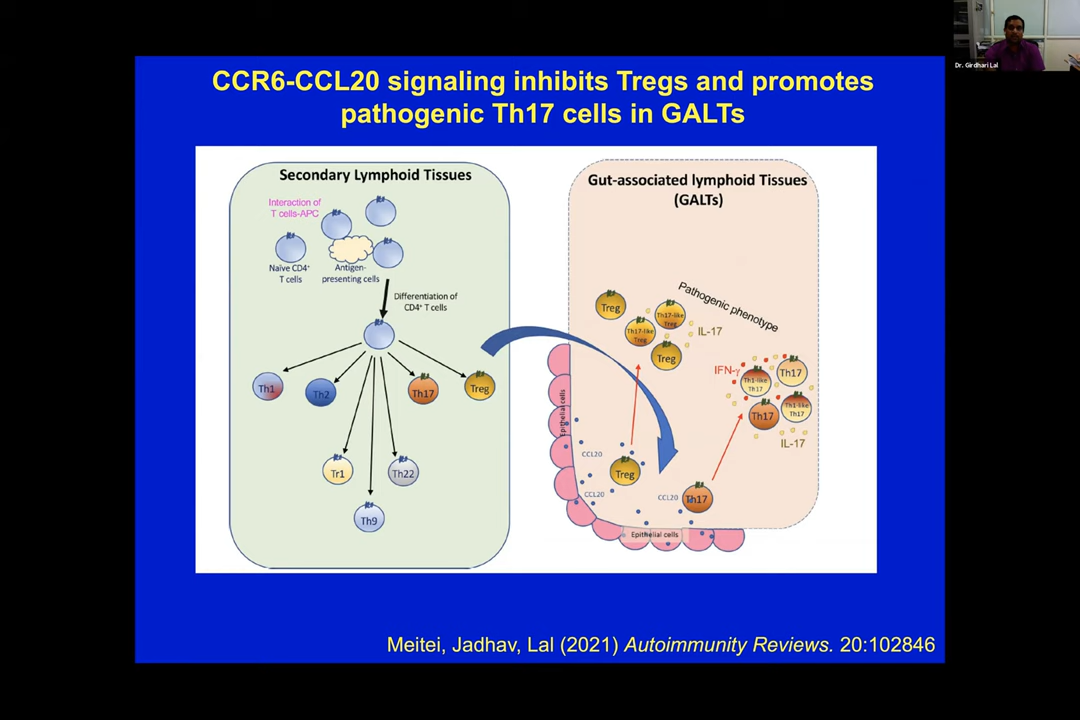 Dr. Girdhari Lal
CCR6-CCL20 signaling inhibits Tregs and promotes
pathogenic Th17 cells in GALTs
Secondary Lymphoid Tissues
Interaction of
T cells-APC
Naïve CD4⁺
T cells
Antigen-
presenting cells
Differentiation of
CD4⁺ T cells
Th1
Th2
Th17
Treg
Tr1
Th22
Th9
Gut-associated lymphoid Tissues
(GALTs)
Pathogenic phenotype
Treg
Th17-like
Treg
Th17-like
Treg
Treg
IL-17
IFN-γ
Th1-like
Th17
Th17
Th17
Th1-like
Th17
IL-17
Epithelial cells
CCL20
CCL20
Treg
CCL20
Th17
Epithelial cells
Meitei, Jadhav, Lal (2021) Autoimmunity Reviews. 20:102846